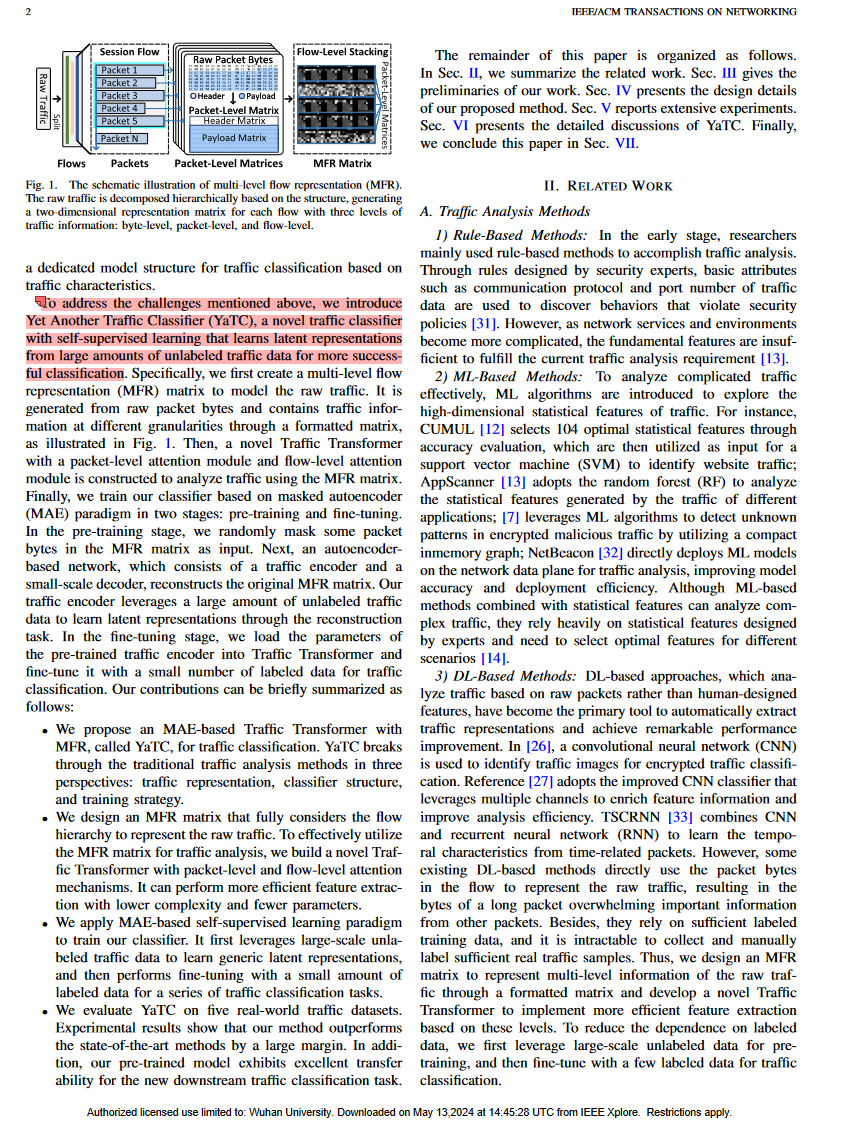 2
IEEE/ACM TRANSACTIONS ON NETWORKING
Raw Traffic
Split
Session Flow
Packet 1
Packet 2
Packet 3
Packet 4
Packet 5
Packet N
Raw Packet Bytes
Header
Payload
Packet-Level Matrix
Header Matrix
Payload Matrix
Flow-Level Stacking
Packet-Level Matrices
Flows
Packets
Packet-Level Matrices
MFR Matrix
Fig. 1. The schematic illustration of multi-level flow representation (MFR).
The raw traffic is decomposed hierarchically based on the structure, generating
a two-dimensional representation matrix for each flow with three levels of
traffic information: byte-level, packet-level, and flow-level.
a dedicated model structure for traffic classification based on
traffic characteristics.
To address the challenges mentioned above, we introduce
Yet Another Traffic Classifier (YaTC), a novel traffic classifier
with self-supervised learning that learns latent representations
from large amounts of unlabeled traffic data for more success-
ful classification. Specifically, we first create a multi-level flow
representation (MFR) matrix to model the raw traffic. It is
generated from raw packet bytes and contains traffic infor-
mation at different granularities through a formatted matrix,
as illustrated in Fig. 1. Then, a novel Traffic Transformer
with a packet-level attention module and flow-level attention
module is constructed to analyze traffic using the MFR matrix.
Finally, we train our classifier based on masked autoencoder
(MAE) paradigm in two stages: pre-training and fine-tuning.
In the pre-training stage, we randomly mask some packet
bytes in the MFR matrix as input. Next, an autoencoder-
based network, which consists of a traffic encoder and a
small-scale decoder, reconstructs the original MFR matrix. Our
traffic encoder leverages a large amount of unlabeled traffic
data to learn latent representations through the reconstruction
task. In the fine-tuning stage, we load the parameters of
the pre-trained traffic encoder into Traffic Transformer and
fine-tune it with a small number of labeled data for traffic
classification. Our contributions can be briefly summarized as
follows:
• We propose an MAE-based Traffic Transformer with
MFR, called YaTC, for traffic classification. YaTC breaks
through the traditional traffic analysis methods in three
perspectives: traffic representation, classifier structure,
and training strategy.
• We design an MFR matrix that fully considers the flow
hierarchy to represent the raw traffic. To effectively utilize
the MFR matrix for traffic analysis, we build a novel Traf-
fic Transformer with packet-level and flow-level attention
mechanisms. It can perform more efficient feature extrac-
tion with lower complexity and fewer parameters.
• We apply MAE-based self-supervised learning paradigm
to train our classifier. It first leverages large-scale unla-
beled traffic data to learn generic latent representations,
and then performs fine-tuning with a small amount of
labeled data for a series of traffic classification tasks.
• We evaluate YaTC on five real-world traffic datasets.
Experimental results show that our method outperforms
the state-of-the-art methods by a large margin. In addi-
tion, our pre-trained model exhibits excellent transfer
ability for the new downstream traffic classification task.
The remainder of this paper is organized as follows.
In Sec. II, we summarize the related work. Sec. III gives the
preliminaries of our work. Sec. IV presents the design details
of our proposed method. Sec. V reports extensive experiments.
Sec. VI presents the detailed discussions of YaTC. Finally,
we conclude this paper in Sec. VII.
II. RELATED WORK
A. Traffic Analysis Methods
1) Rule-Based Methods: In the early stage, researchers
mainly used rule-based methods to accomplish traffic analysis.
Through rules designed by security experts, basic attributes
such as communication protocol and port number of traffic
data are used to discover behaviors that violate security
policies [31]. However, as network services and environments
become more complicated, the fundamental features are insuf-
ficient to fulfill the current traffic analysis requirement [13].
2) ML-Based Methods: To analyze complicated traffic
effectively, ML algorithms are introduced to explore the
high-dimensional statistical features of traffic. For instance,
CUMUL [12] selects 104 optimal statistical features through
accuracy evaluation, which are then utilized as input for a
support vector machine (SVM) to identify website traffic;
AppScanner [13] adopts the random forest (RF) to analyze
the statistical features generated by the traffic of different
applications; [7] leverages ML algorithms to detect unknown
patterns in encrypted malicious traffic by utilizing a compact
inmemory graph; NetBeacon [32] directly deploys ML models
on the network data plane for traffic analysis, improving model
accuracy and deployment efficiency. Although ML-based
methods combined with statistical features can analyze com-
plex traffic, they rely heavily on statistical features designed
by experts and need to select optimal features for different
scenarios [14].
3) DL-Based Methods: DL-based approaches, which ana-
lyze traffic based on raw packets rather than human-designed
features, have become the primary tool to automatically extract
traffic representations and achieve remarkable performance
improvement. In [26], a convolutional neural network (CNN)
is used to identify traffic images for encrypted traffic classifi-
cation. Reference [27] adopts the improved CNN classifier that
leverages multiple channels to enrich feature information and
improve analysis efficiency. TSCRNN [33] combines CNN
and recurrent neural network (RNN) to learn the tempo-
ral characteristics from time-related packets. However, some
existing DL-based methods directly use the packet bytes
in the flow to represent the raw traffic, resulting in the
bytes of a long packet overwhelming important information
from other packets. Besides, they rely on sufficient labeled
training data, and it is intractable to collect and manually
label sufficient real traffic samples. Thus, we design an MFR
matrix to represent multi-level information of the raw traf-
fic through a formatted matrix and develop a novel Traffic
Transformer to implement more efficient feature extraction
based on these levels. To reduce the dependence on labeled
data, we first leverage large-scale unlabeled data for pre-
training, and then fine-tune with a few labeled data for traffic
classification.
Authorized licensed use limited to: Wuhan University. Downloaded on May 13,2024 at 14:45:28 UTC from IEEE Xplore. Restrictions apply.